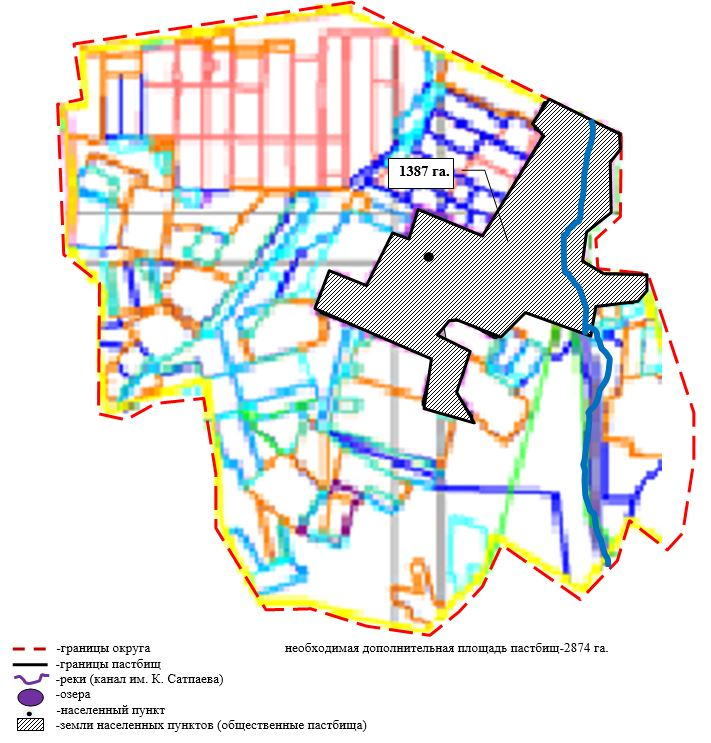 1387 га.
-границы округа
необходимая дополнительная площадь пастбищ-2874 га.
-границы пастбищ
-реки (канал им. К. Сатпаева)
-озера
-населенный пункт
-земли населенных пунктов (общественные пастбища)